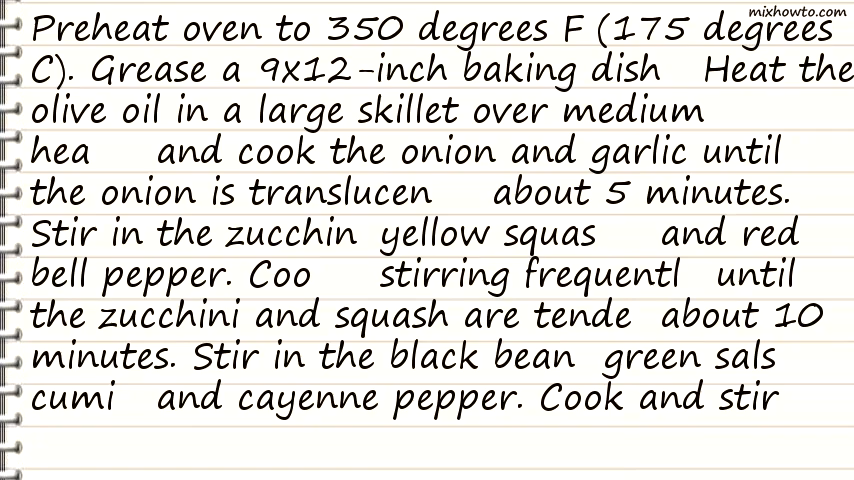 mixhowto.com
Preheat oven to 350 degrees F (175 degrees
C). Grease a 9x12-inch baking dish Heat the
olive oil in a large skillet over medium
hea and cook the onion and garlic until
the onion is translucen about 5 minutes.
Stir in the zucchin yellow squas and red
bell pepper. Coo stirring frequentl until
the zucchini and squash are tende about 10
minutes. Stir in the black bean green sals
cumi and cayenne pepper. Cook and stir